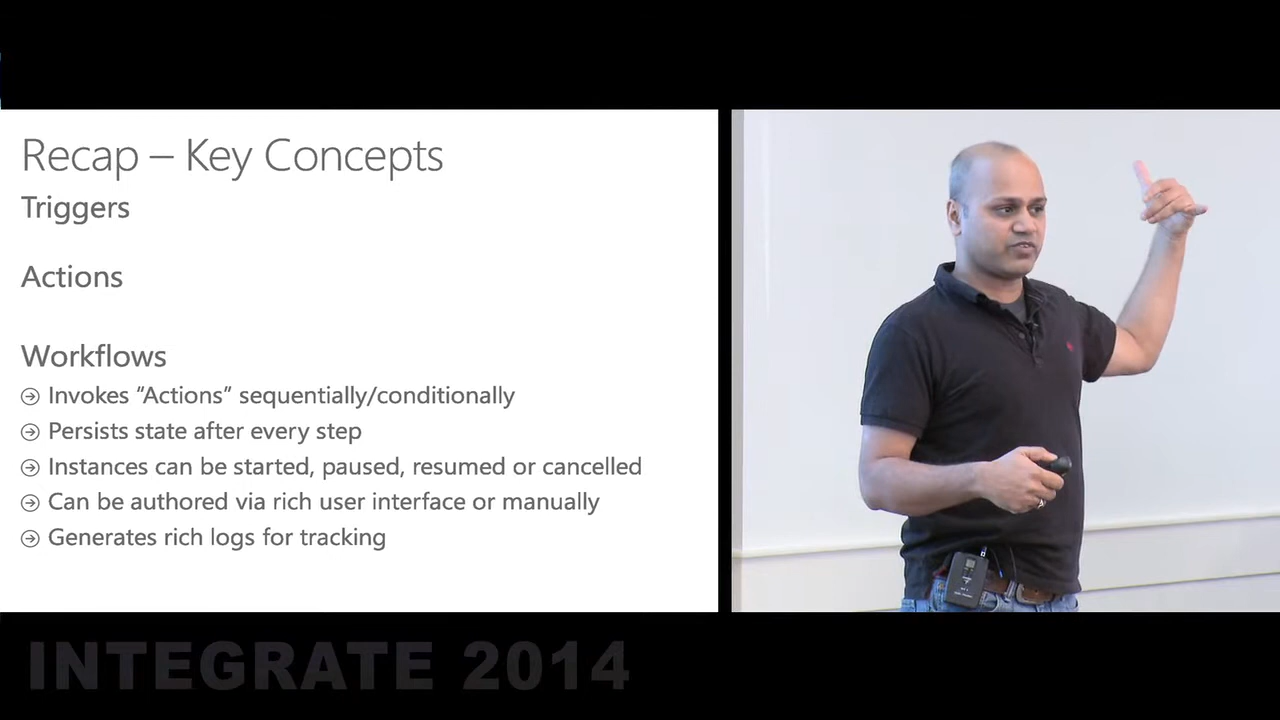 Recap – Key Concepts
Triggers
Actions
Workflows
Invokes “Actions” sequentially/conditionally
Persists state after every step
Instances can be started, paused, resumed or cancelled
Can be authored via rich user interface or manually
Generates rich logs for tracking
INTEGRATE 2014